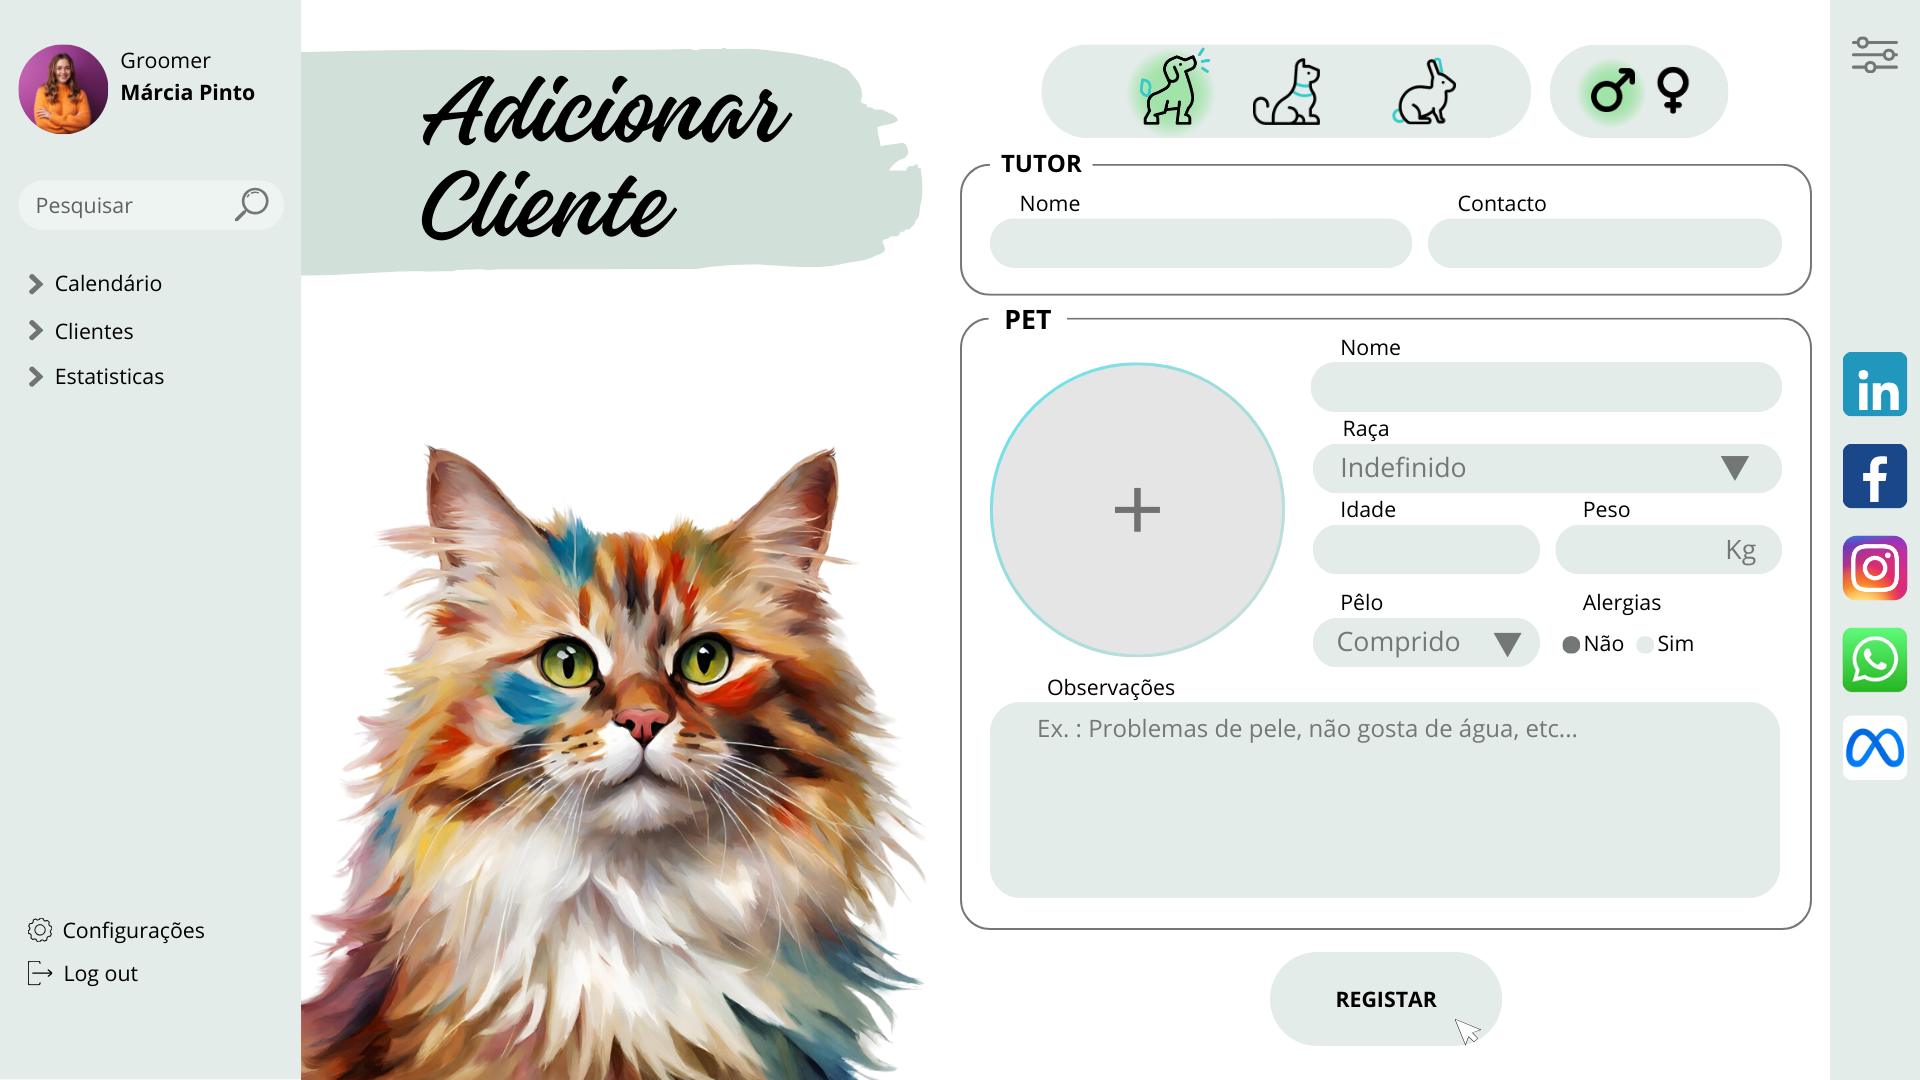 Groomer
Márcia Pinto
Pesquisar
Calendário
Clientes
Estatisticas
Configurações
Log out
Adicionar
Cliente
TUTOR
Nome
Contacto
PET
Nome
Raça
Indefinido
Idade
Peso
Kg
Pêlo
Alergias
Comprido
Não
Sim
Observações
Ex. : Problemas de pele, não gosta de água, etc...
REGISTAR
in
f